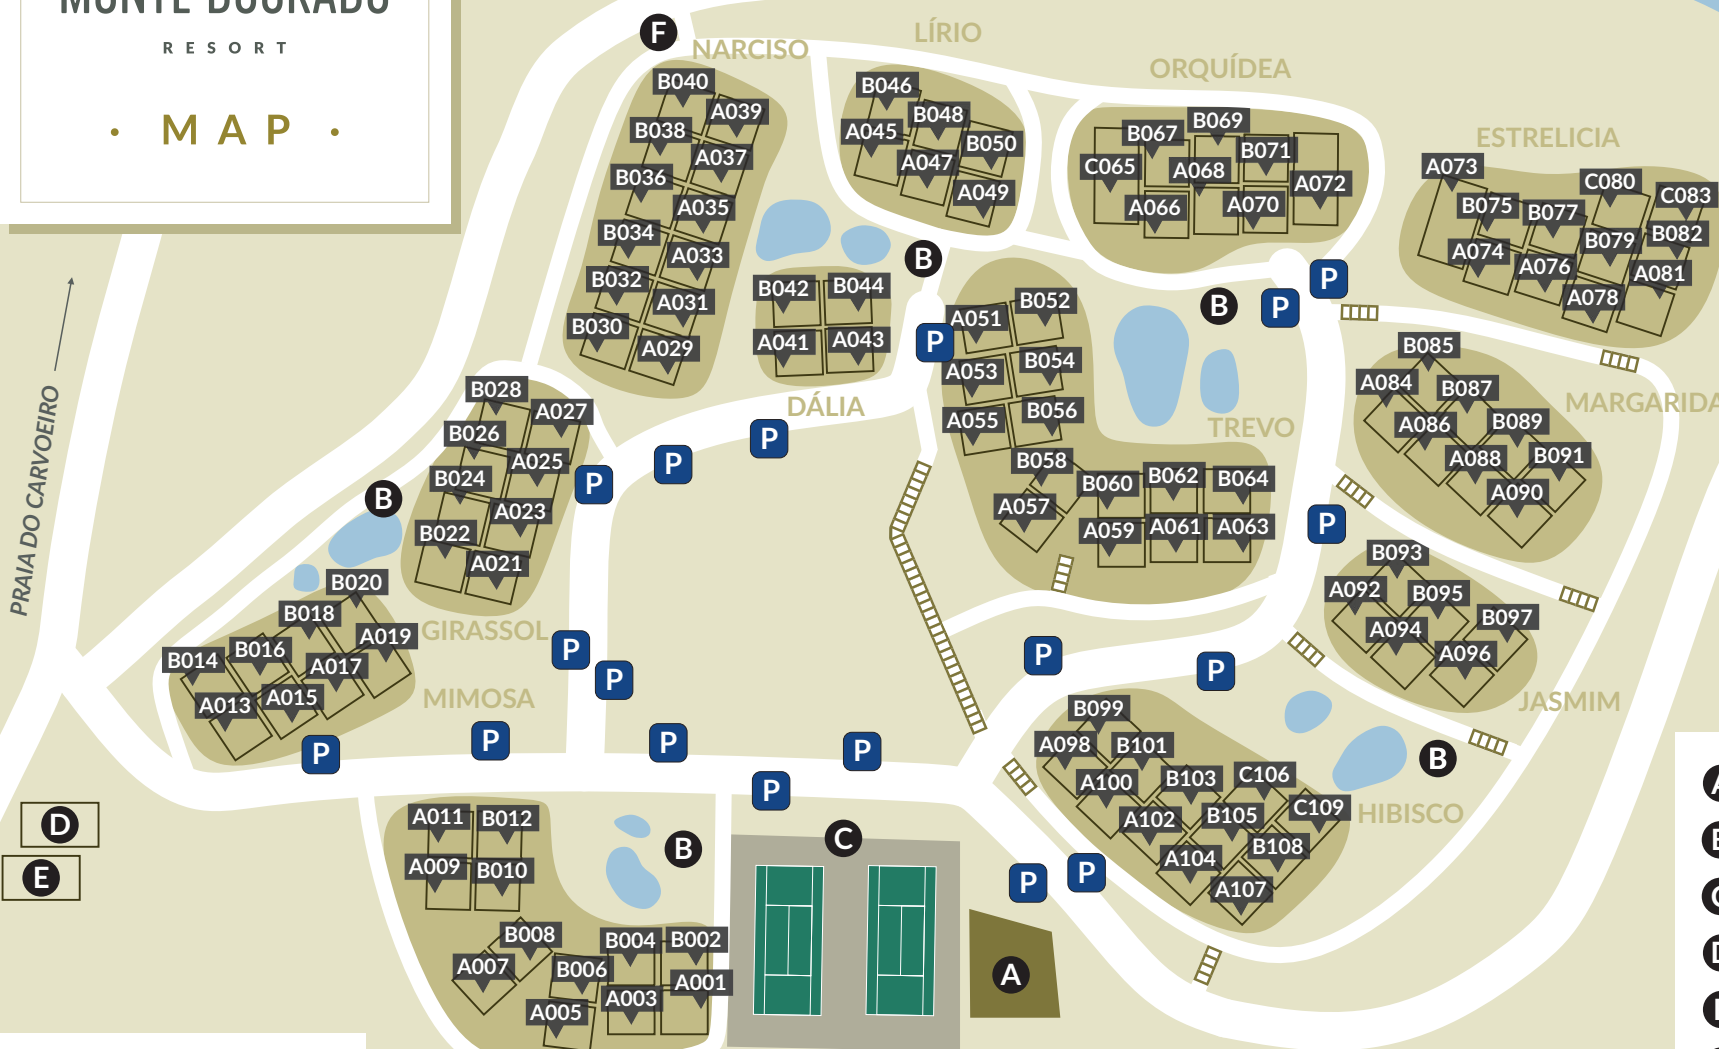 MONTE DOURADO
RESORT
· MAP ·
PRAIA DO CARVOEIRO
F
NARCISO
B040
A039
B038
A037
B036
A035
B034
A033
B032
A031
B030
A029
LÍRIO
B046
B048
A045
B050
A047
A049
ORQUÍDEA
B069
B067
B071
C065
A068
A072
A066
A070
ESTRELICIA
A073
C080
C083
B075
B077
B082
A074
B079
A076
A081
A078
B
B042
B044
A041
A043
DÁLIA
P
B052
A051
B054
A053
B056
A055
B058
B060
B062
B064
A057
A059
A061
A063
TREVO
B
P
P
B085
A084
B087
MARGARIDA
A086
B089
A088
B091
A090
P
B093
A092
B095
B097
A094
A096
JASMIM
B028
A027
B026
A025
B024
A023
B022
A021
GIRASSOL
B
P
P
P
B020
B018
A019
B016
B014
A017
A015
A013
MIMOSA
P
P
P
P
P
P
P
P
P
B099
A098
B101
A100
B103
C106
A102
B105
C109
A104
B108
A107
HIBISCO
B
P
P
A011
B012
A009
B010
B008
A007
B006
B004
B002
A001
A003
A005
B
C
A
D
E
A
B
C
D